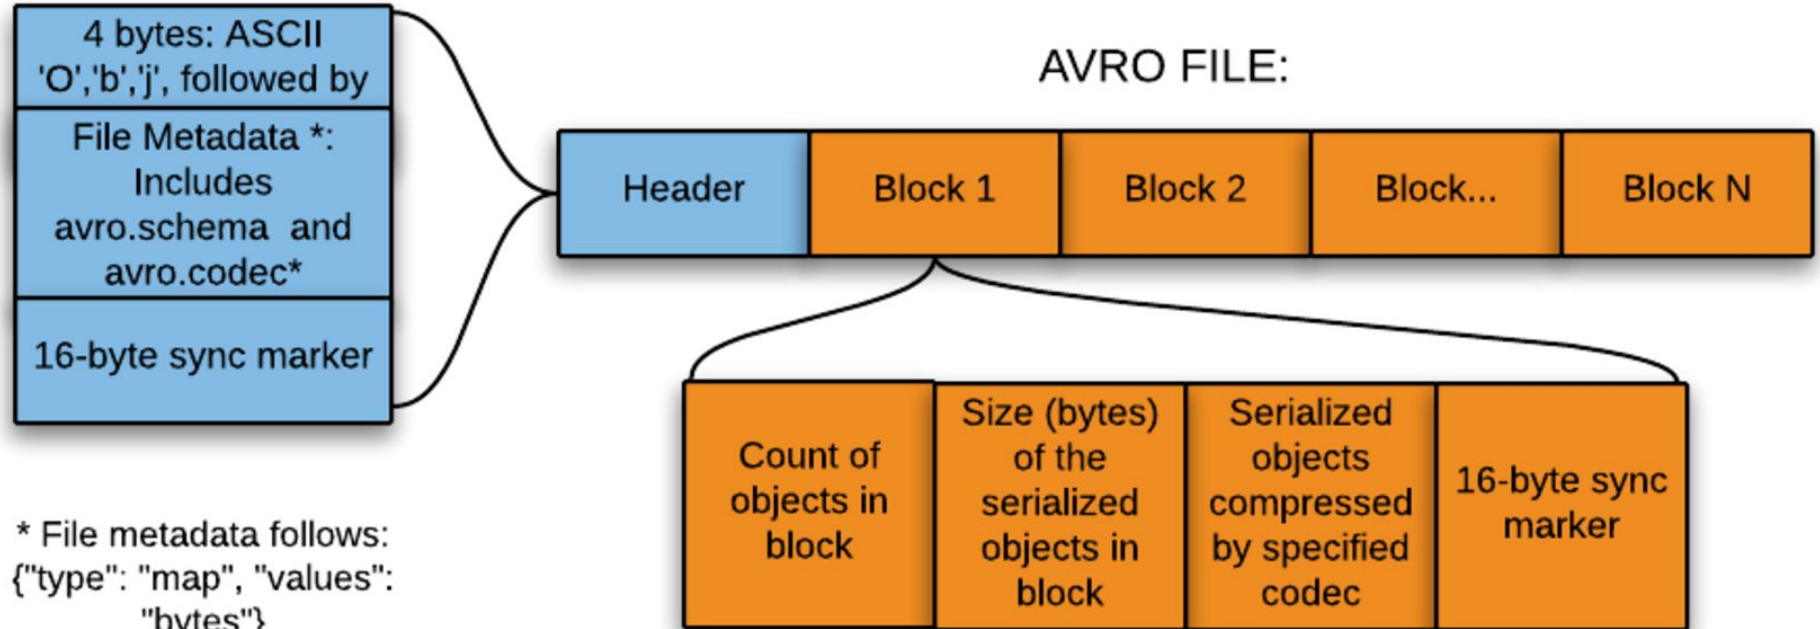 4 bytes: ASCII
'O','b','j', followed by
File Metadata *:
Includes
avro.schema and
avro.codec*
16-byte sync marker
* File metadata follows:
{"type": "map", "values":
"bytes"}
AVRO FILE:
Header
Block 1
Block 2
Block...
Block N
Count of
objects in
block
Size (bytes)
of the
serialized
objects in
block
Serialized
objects
compressed
by specified
codec
16-byte sync
marker